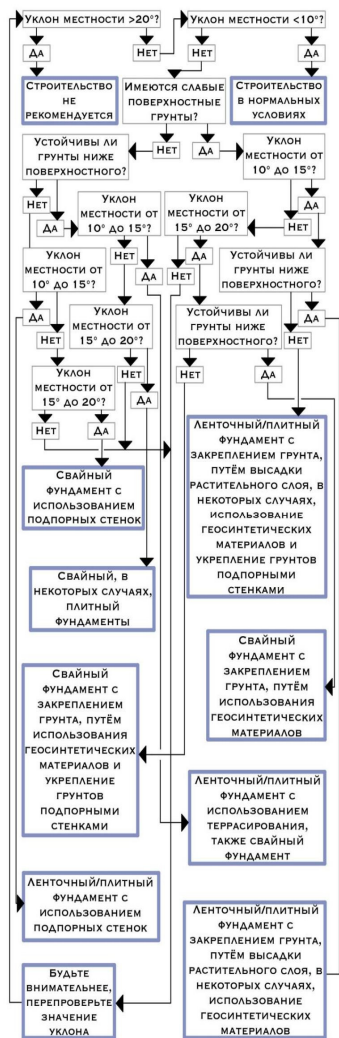 Уклон местности >20°?
Уклон местности <10°?
Да
Нет
Нет
Да
Строительство
не
рекомендуется
Имеются слабые
поверхностные
грунты?
Строительство
в нормальных
условиях
Нет
Да
Устойчивы ли
грунты ниже
поверхностного?
Уклон
местности от
10° до 15°?
Нет
Да
Уклон
местности от
10° до 15°?
Уклон
местности от
15° до 20°?
Нет
Да
Нет
Да
Нет
Да
Уклон
местности от
10° до 15°?
Устойчивы ли
грунты ниже
поверхностного?
Да
Нет
Уклон
местности от
15° до 20°?
Устойчивы ли
грунты ниже
поверхностного?
Да
Нет
Уклон
местности от
15° до 20°?
Нет
Да
Нет
Да
Нет
Да
Свайный
фундамент с
использованием
подпорных стенок
Ленточный/плитный
фундамент с
закреплением грунта,
путём высадки
растительного слоя, в
некоторых случаях,
использование
геосинтетических
материалов и
укрепление грунтов
подпорными
стенками
Свайный, в
некоторых случаях,
плитный
фундаменты
Свайный
фундамент с
закреплением
грунта, путём
использования
геосинтетических
материалов
Свайный
фундамент с
закреплением
грунта, путём
использования
геосинтетических
материалов и
укрепление
грунтов
подпорными
стенками
Ленточный/плитный
фундамент с
использованием
террасирования,
также свайный
фундамент
Ленточный/плитный
фундамент с
использованием
подпорных стенок
Ленточный/плитный
фундамент с
закреплением грунта,
путём высадки
растительного слоя, в
некоторых случаях,
использование
геосинтетических
материалов
Будьте
внимательнее,
перепроверьте
значение
уклона